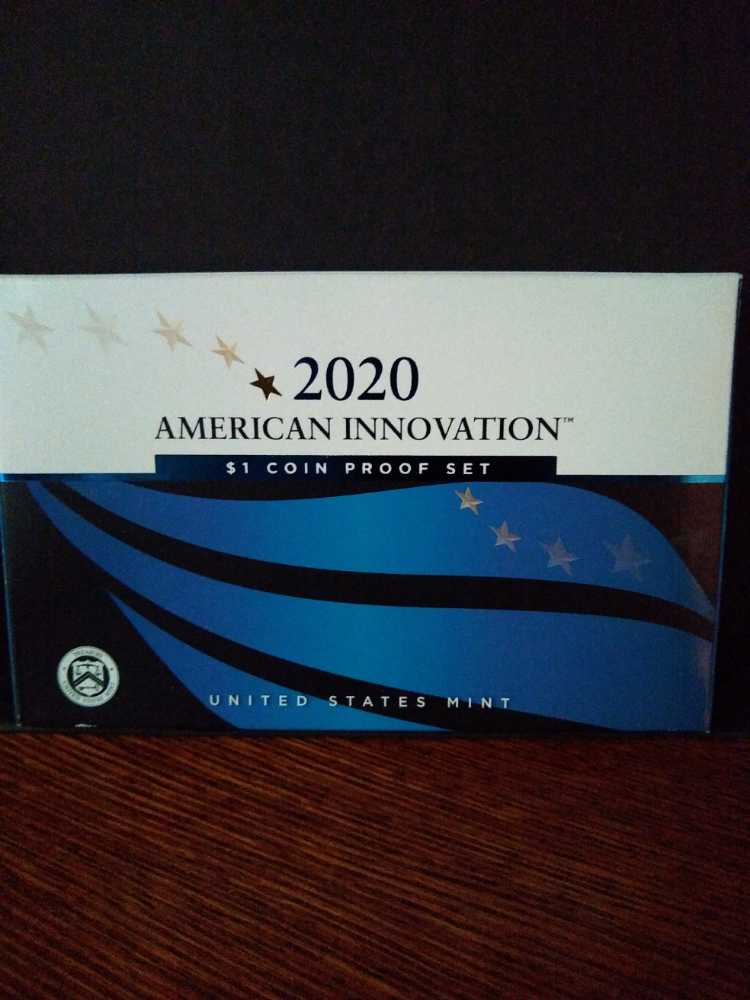 2020
AMERICAN INNOVATION™
$1 COIN PROOF SET
UNITED STATES MINT